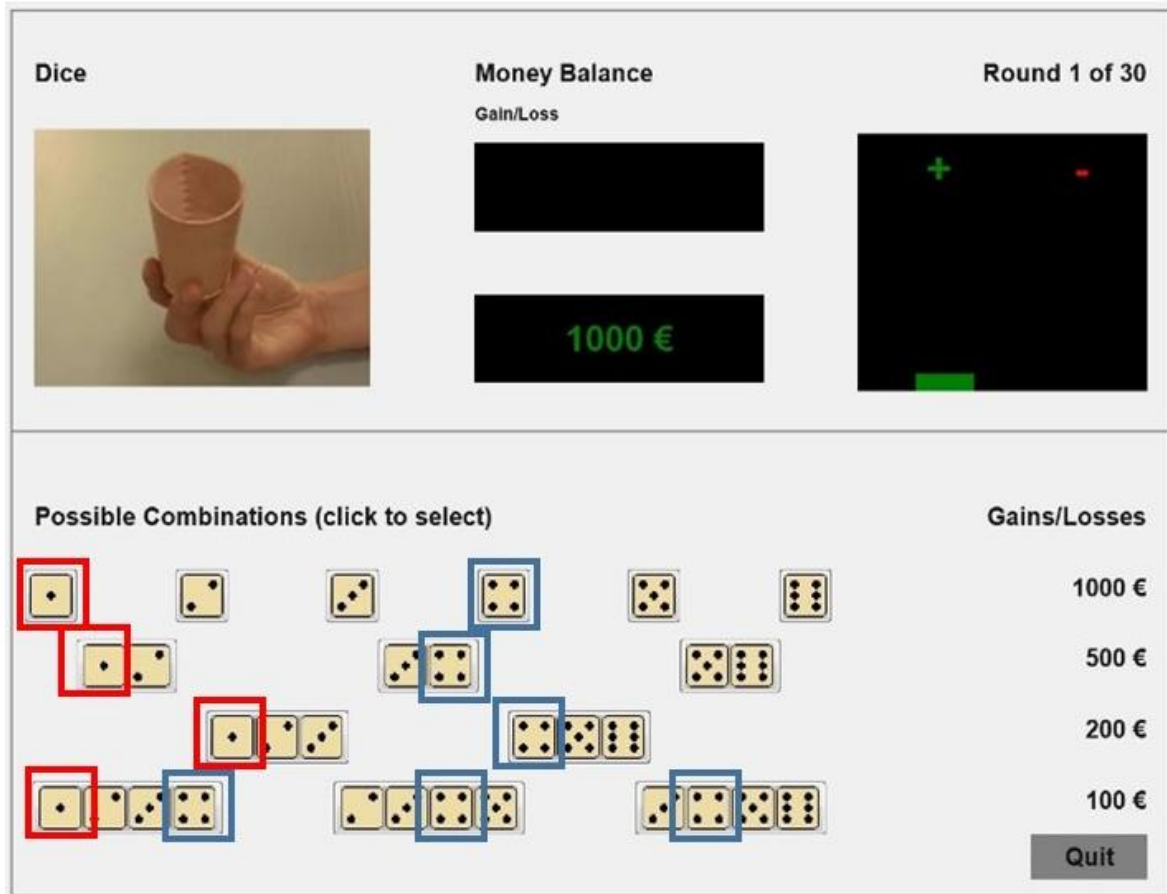 Dice
Money Balance
Round 1 of 30
Gain/Loss
+
-
1000 €
Possible Combinations (click to select)
Gains/Losses
1000 €
500 €
200 €
100 €
Quit